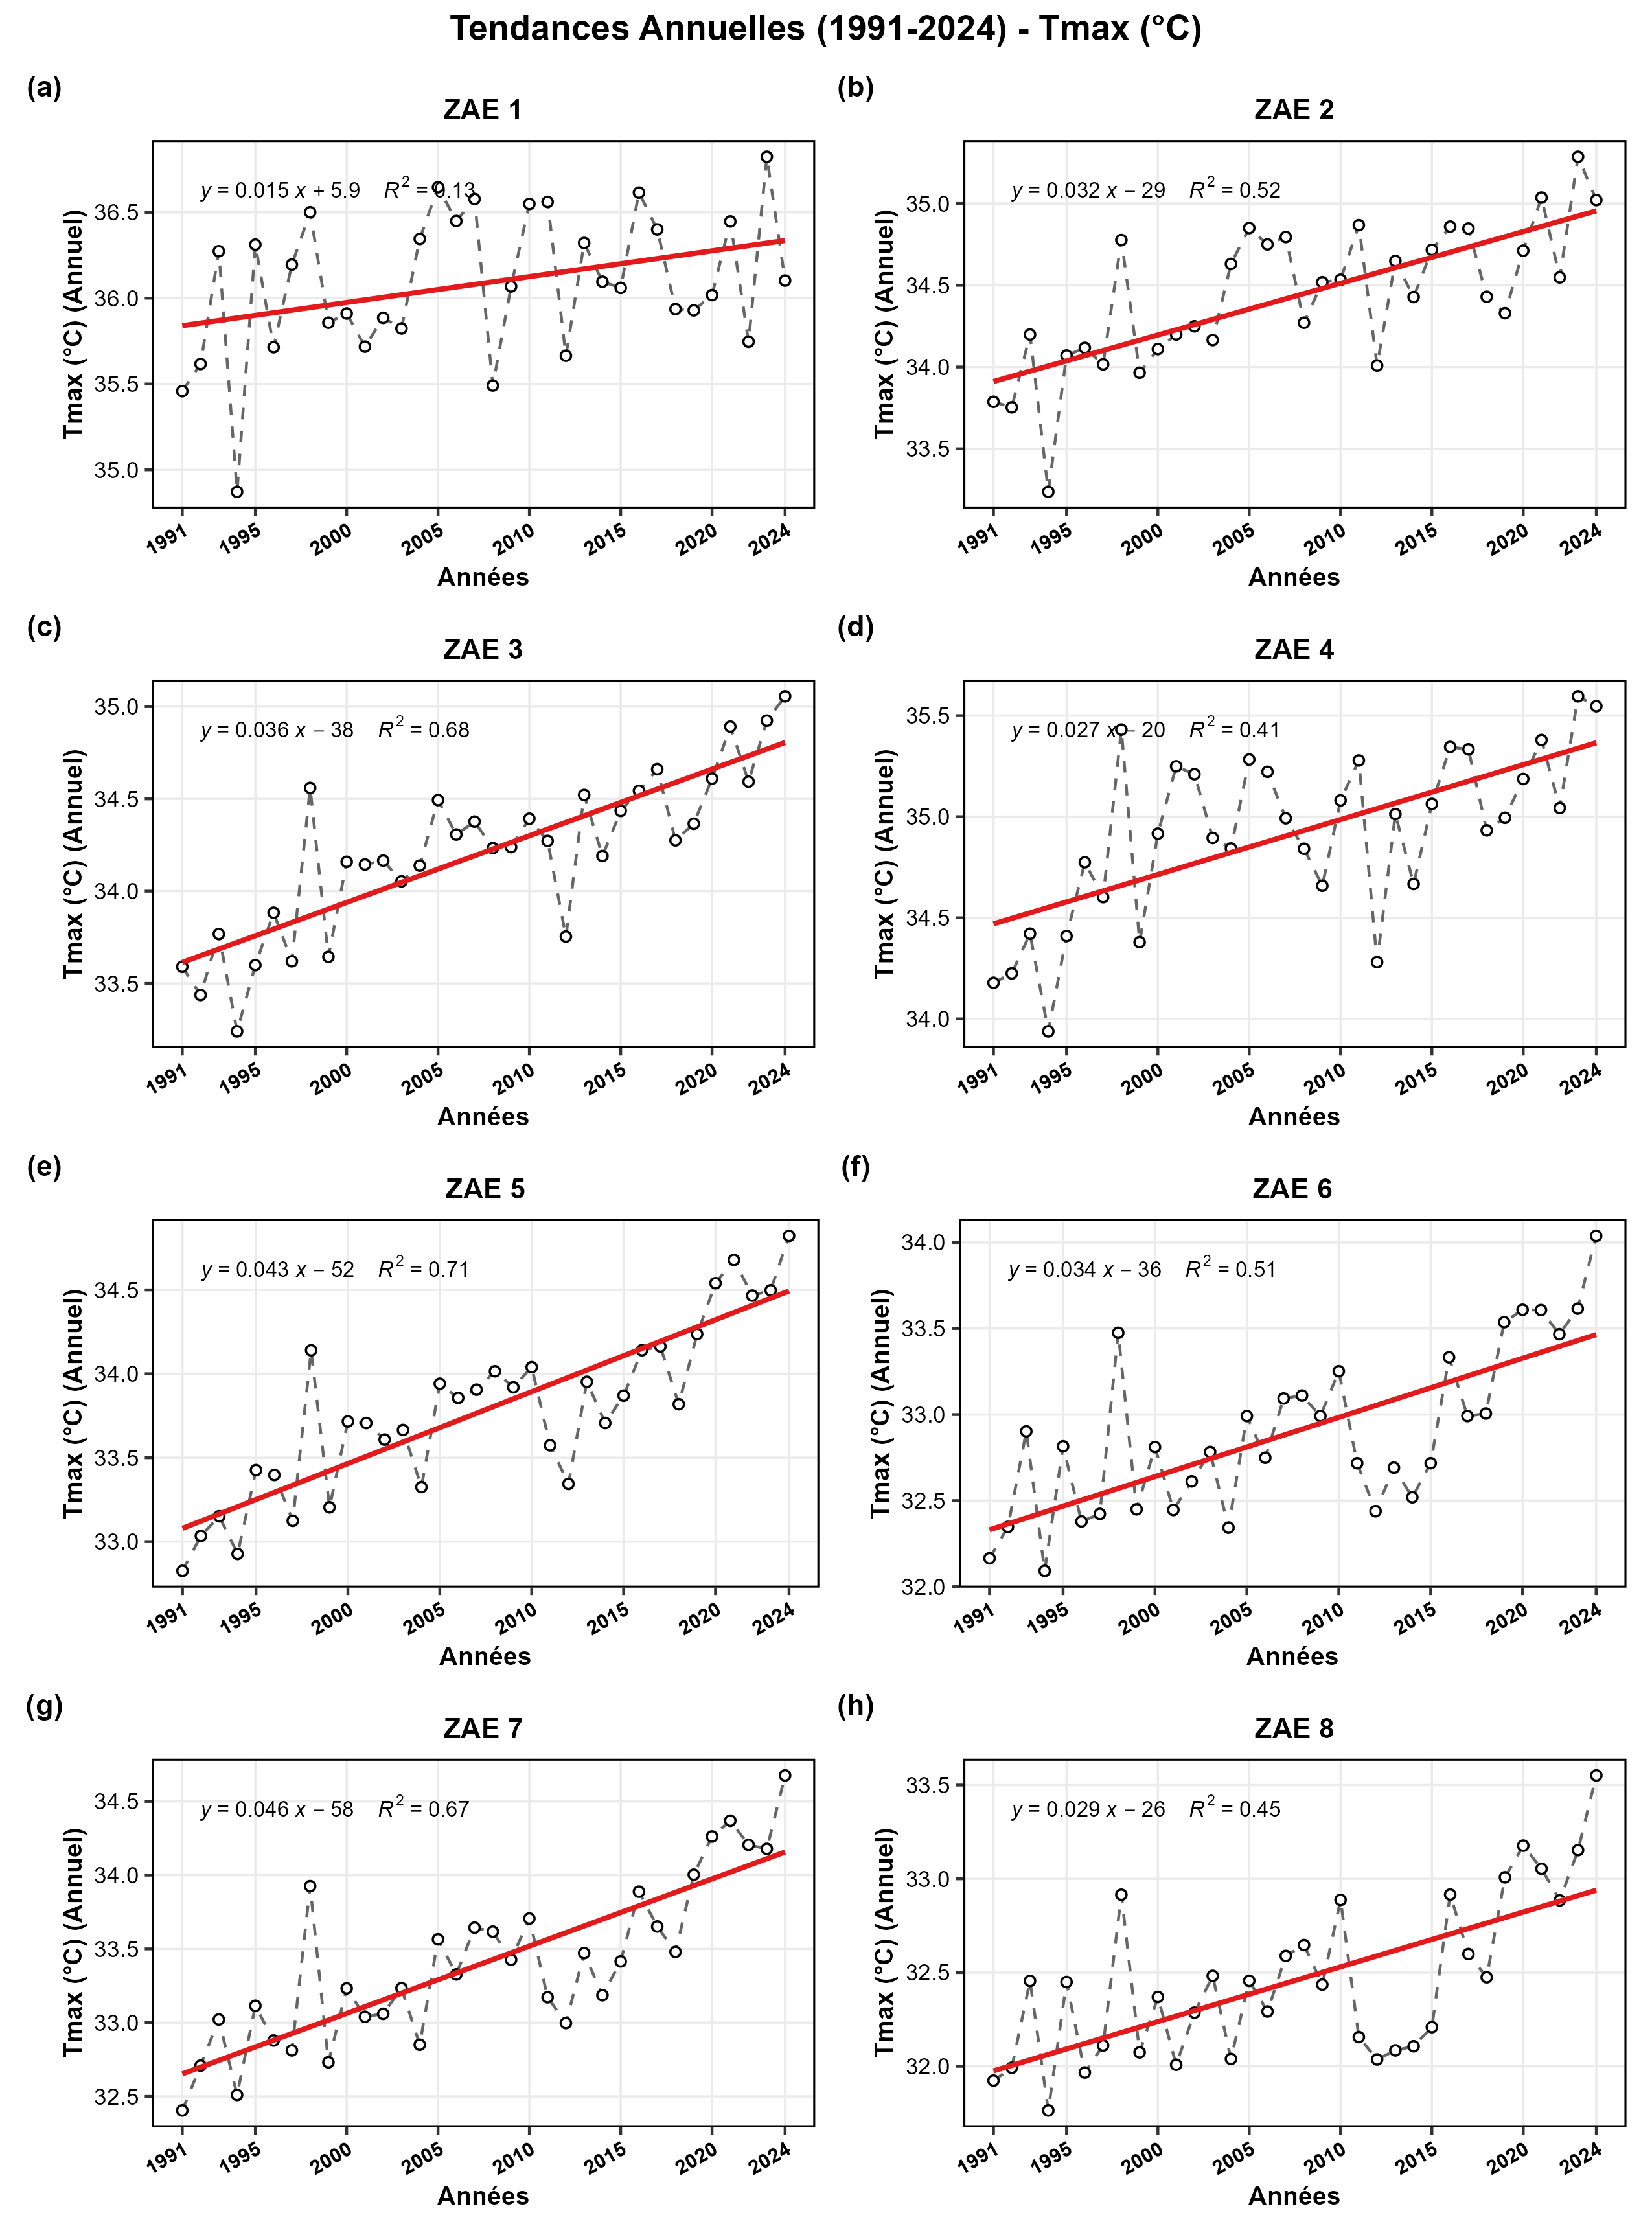 Tendances Annuelles (1991-2024) - Tmax (°C)
(a)
ZAE 1
y = 0.015 x + 5.9 R² = 0.13
Tmax (°C) (Annuel)
36.5
36.0
35.5
35.0
1991 1995 2000 2005 2010 2015 2020 2024
Années
(b)
ZAE 2
y = 0.032 x − 29 R² = 0.52
Tmax (°C) (Annuel)
35.0
34.5
34.0
33.5
1991 1995 2000 2005 2010 2015 2020 2024
Années
(c)
ZAE 3
y = 0.036 x − 38 R² = 0.68
Tmax (°C) (Annuel)
35.0
34.5
34.0
33.5
1991 1995 2000 2005 2010 2015 2020 2024
Années
(d)
ZAE 4
y = 0.027 x − 20 R² = 0.41
Tmax (°C) (Annuel)
35.5
35.0
34.5
34.0
1991 1995 2000 2005 2010 2015 2020 2024
Années
(e)
ZAE 5
y = 0.043 x − 52 R² = 0.71
Tmax (°C) (Annuel)
34.5
34.0
33.5
33.0
1991 1995 2000 2005 2010 2015 2020 2024
Années
(f)
ZAE 6
y = 0.034 x − 36 R² = 0.51
Tmax (°C) (Annuel)
34.0
33.5
33.0
32.5
32.0
1991 1995 2000 2005 2010 2015 2020 2024
Années
(g)
ZAE 7
y = 0.046 x − 58 R² = 0.67
Tmax (°C) (Annuel)
34.5
34.0
33.5
33.0
32.5
1991 1995 2000 2005 2010 2015 2020 2024
Années
(h)
ZAE 8
y = 0.029 x − 26 R² = 0.45
Tmax (°C) (Annuel)
33.5
33.0
32.5
32.0
1991 1995 2000 2005 2010 2015 2020 2024
Années